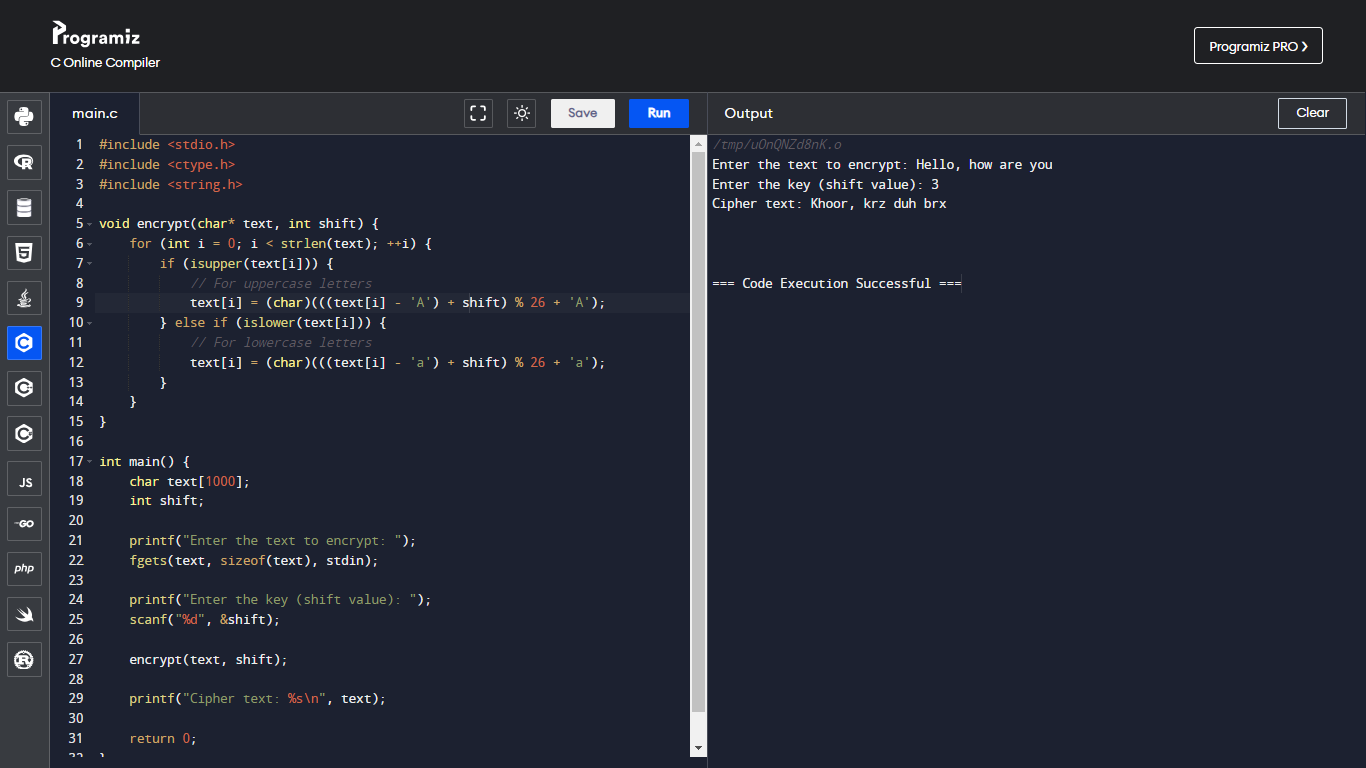 Programiz
C Online Compiler
Programiz PRO ❯
main.c
Save
Run
Output
Clear
1 #include <stdio.h>
2 #include <ctype.h>
3 #include <string.h>
4
5 void encrypt(char* text, int shift) {
6     for (int i = 0; i < strlen(text); ++i) {
7         if (isupper(text[i])) {
8             // For uppercase letters
9             text[i] = (char)(((text[i] - 'A') + shift) % 26 + 'A');
10         } else if (islower(text[i])) {
11             // For lowercase letters
12             text[i] = (char)(((text[i] - 'a') + shift) % 26 + 'a');
13         }
14     }
15 }
16
17 int main() {
18     char text[1000];
19     int shift;
20
21     printf("Enter the text to encrypt: ");
22     fgets(text, sizeof(text), stdin);
23
24     printf("Enter the key (shift value): ");
25     scanf("%d", &shift);
26
27     encrypt(text, shift);
28
29     printf("Cipher text: %s\n", text);
30
31     return 0;
32 }
/tmp/uOnQNZd8nK.o
Enter the text to encrypt: Hello, how are you
Enter the key (shift value): 3
Cipher text: Khoor, krz duh brx
=== Code Execution Successful ===
R
5
C
C
C
JS
GO
php
R